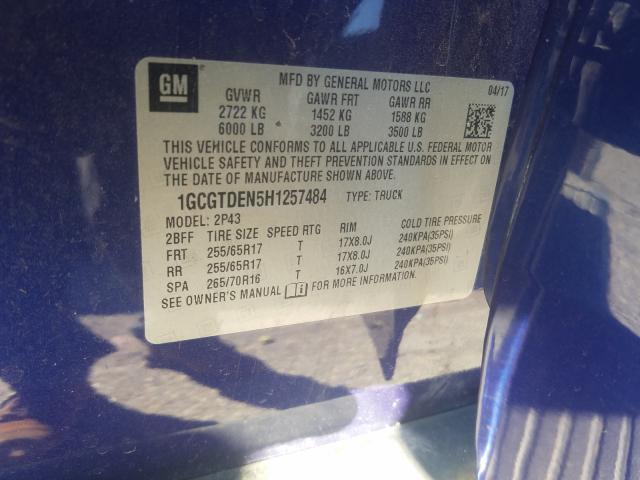 GM
MFD BY GENERAL MOTORS LLC 04/17
GVWR GAWR FRT GAWR RR
2722 KG 1452 KG 1588 KG
6000 LB 3200 LB 3500 LB
THIS VEHICLE CONFORMS TO ALL APPLICABLE U.S. FEDERAL MOTOR
VEHICLE SAFETY AND THEFT PREVENTION STANDARDS IN EFFECT ON
THE DATE OF MANUFACTURE SHOWN ABOVE.
1GCGTDEN5H1257484 TYPE: TRUCK
MODEL: 2P43
2BFF TIRE SIZE SPEED RTG RIM COLD TIRE PRESSURE
FRT 255/65R17 T 17X8.0J 240KPA(35PSI)
RR 255/65R17 T 17X8.0J 240KPA(35PSI)
SPA 265/70R16 T 16X7.0J 240KPA(35PSI)
SEE OWNER'S MANUAL FOR MORE INFORMATION.